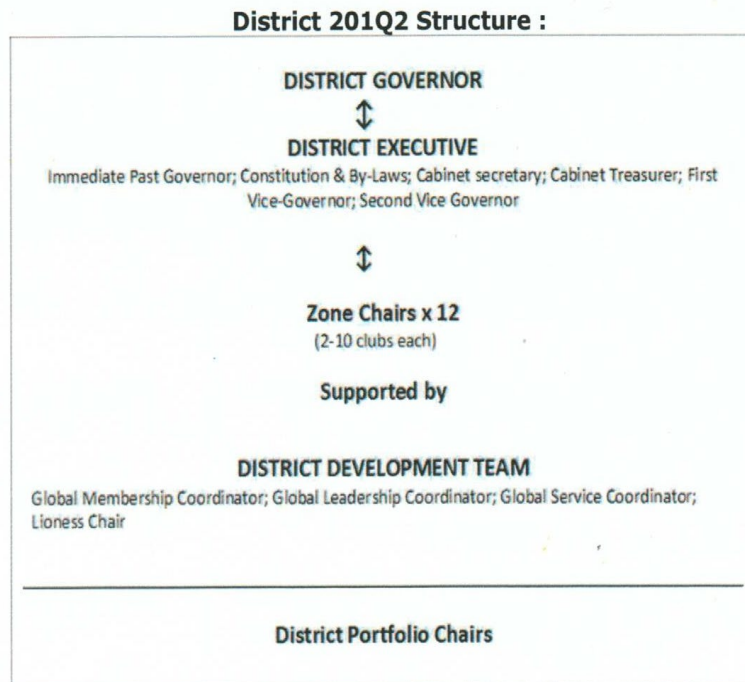 District 201Q2 Structure :
DISTRICT GOVERNOR
DISTRICT EXECUTIVE
Immediate Past Governor; Constitution & By-Laws; Cabinet secretary; Cabinet Treasurer; First
Vice-Governor; Second Vice Governor
Zone Chairs x 12
(2-10 clubs each)
Supported by
DISTRICT DEVELOPMENT TEAM
Global Membership Coordinator; Global Leadership Coordinator; Global Service Coordinator;
Lioness Chair
District Portfolio Chairs